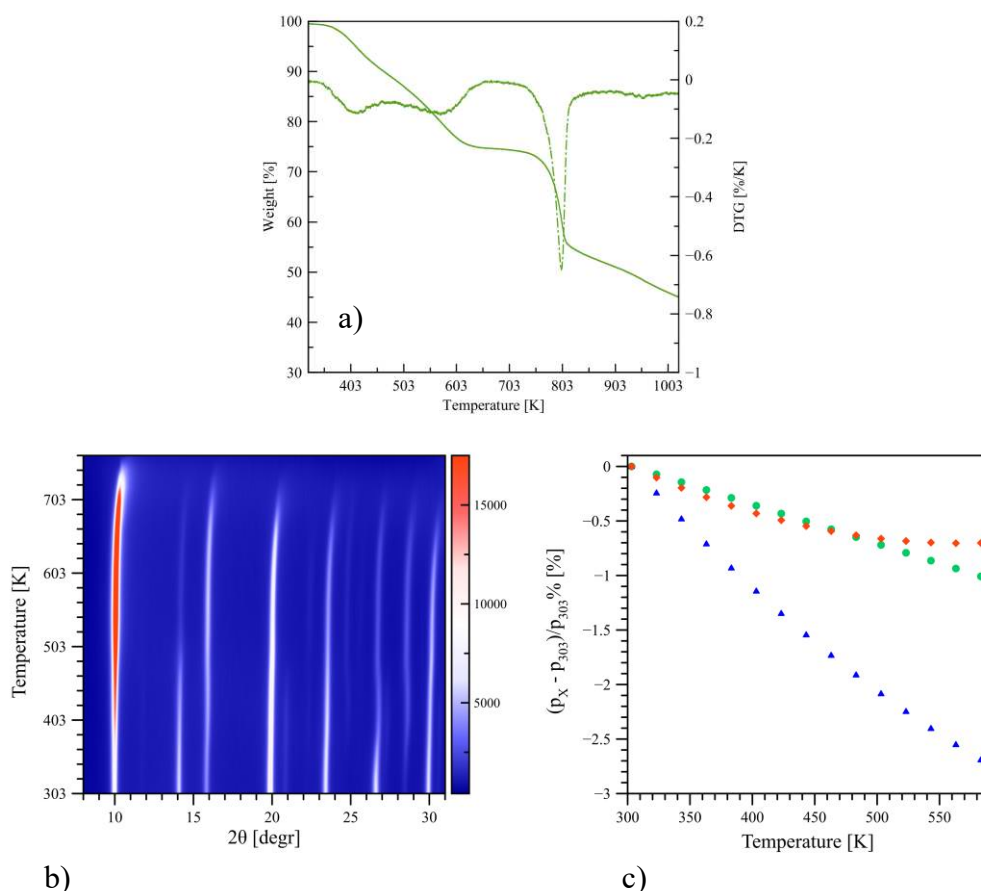 100
90
80
70
60
50
40
30
Weight [%]
0.2
0
−0.2
−0.4
−0.6
−0.8
−1
DTG [%/K]
403 503 603 703 803 903 1003
Temperature [K]
a)
703
603
503
403
303
Temperature [K]
10 15 20 25 30
2θ [degr]
15000
10000
5000
b)
0
−0.5
−1
−1.5
−2
−2.5
−3
(pX - p303)/p303% [%]
300 350 400 450 500 550
Temperature [K]
c)